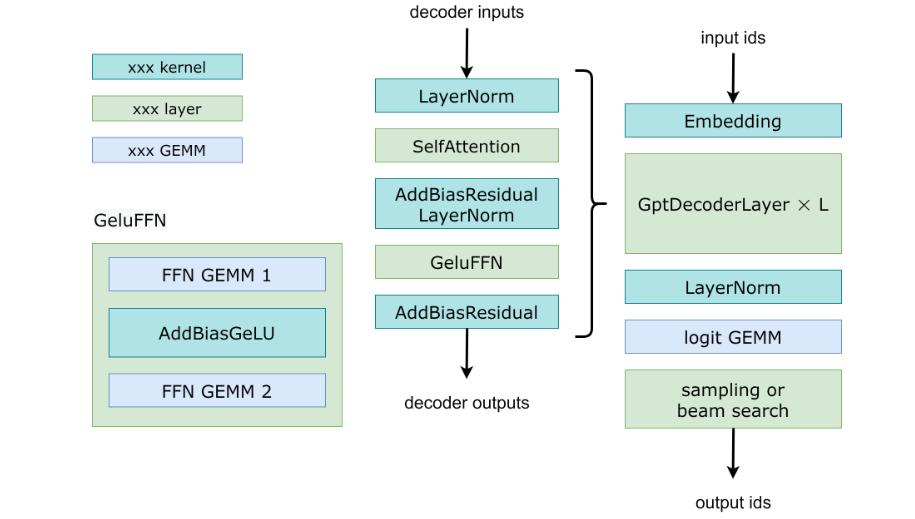 xxx kernel
xxx layer
xxx GEMM
GeluFFN
FFN GEMM 1
AddBiasGeLU
FFN GEMM 2
decoder inputs
LayerNorm
SelfAttention
AddBiasResidual
LayerNorm
GeluFFN
AddBiasResidual
decoder outputs
input ids
Embedding
GptDecoderLayer × L
LayerNorm
logit GEMM
sampling or
beam search
output ids